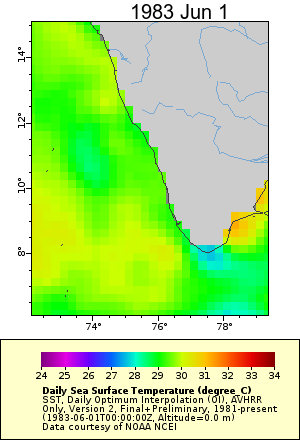 1983 Jun 1
14°
12°
10°
8°
74°
76°
78°
24 25 26 27 28 29 30 31 32 33 34
Daily Sea Surface Temperature (degree_C)
SST, Daily Optimum Interpolation (OI), AVHRR
Only, Version 2, Final+Preliminary, 1981-present
(1983-06-01T00:00:00Z, Altitude=0.0 m)
Data courtesy of NOAA NCEI